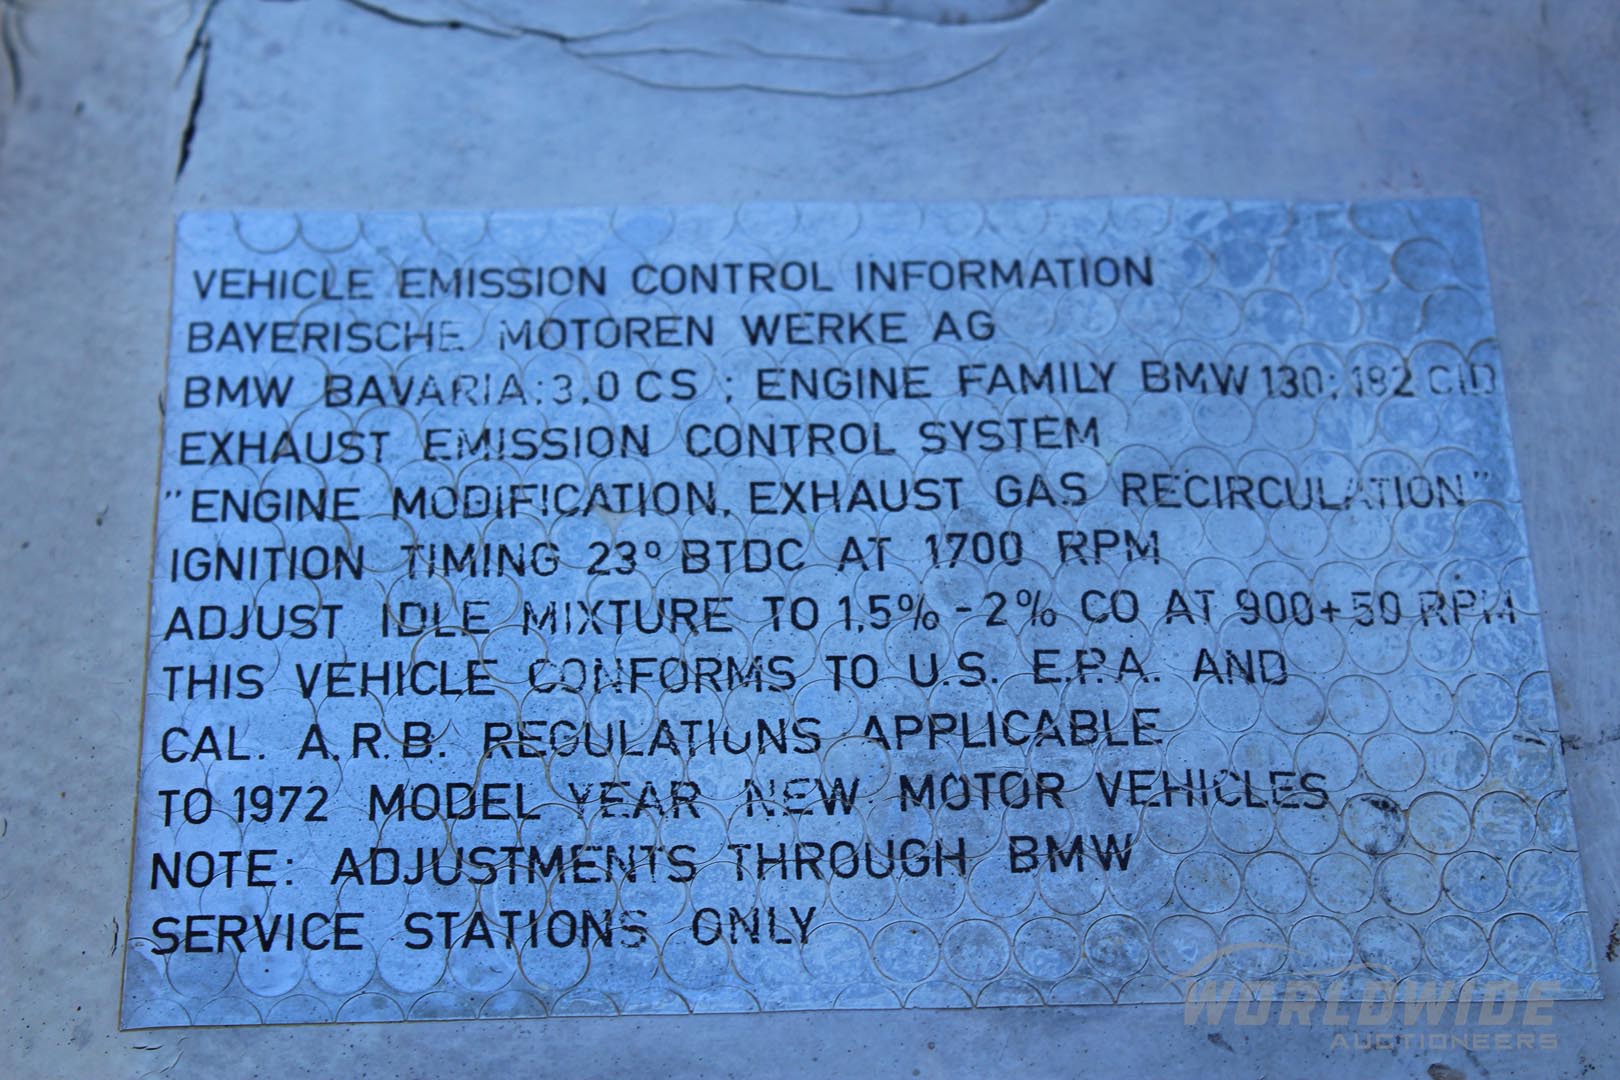 VEHICLE EMISSION CONTROL INFORMATION
BAYERISCHE MOTOREN WERKE AG
BMW BAVARIA; 3,0 CS ; ENGINE FAMILY BMW 130; 182 CID
EXHAUST EMISSION CONTROL SYSTEM
"ENGINE MODIFICATION, EXHAUST GAS RECIRCULATION"
IGNITION TIMING 23° BTDC AT 1700 RPM
ADJUST IDLE MIXTURE TO 1,5% - 2% CO AT 900+50 RPM
THIS VEHICLE CONFORMS TO U.S. E.P.A. AND
CAL. A.R.B. REGULATIONS APPLICABLE
TO 1972 MODEL YEAR NEW MOTOR VEHICLES
NOTE: ADJUSTMENTS THROUGH BMW
SERVICE STATIONS ONLY
WORLDWIDE
AUCTIONEERS